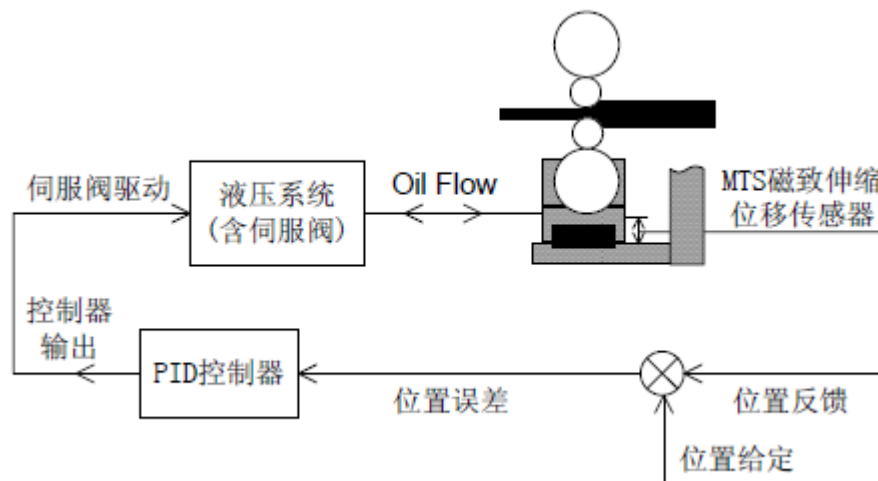 伺服阀驱动
液压系统
(含伺服阀)
Oil Flow
MTS磁致伸缩
位移传感器
控制器
输出
PID控制器
位置误差
位置反馈
位置给定